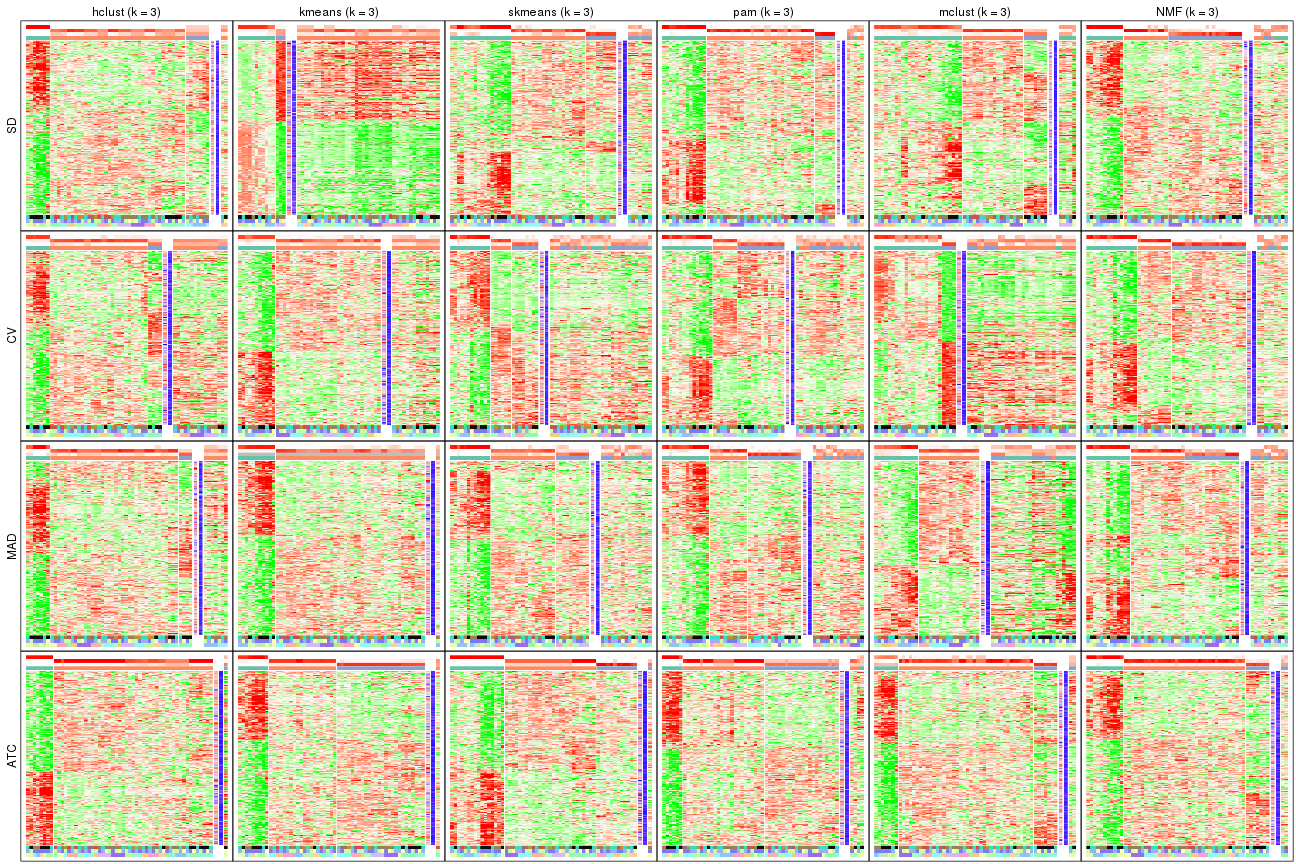 hclust (k = 3) kmeans (k = 3) skmeans (k = 3) pam (k = 3) mclust (k = 3) NMF (k = 3)
SD
CV
MAD
ATC